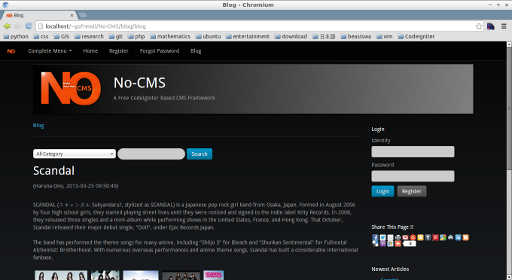 Blog - Chromium
Blog
localhost/~gofrendi/No-CMS/blog/blog
python css GIS research git php mathematics ubuntu entertainment download 日本語 beasiswa vim CodeIgniter
Complete Menu Home Register Forgot Password Blog
NO CMS
No-CMS
A Free CodeIgniter Based CMS Framework
Blog
All Category Search
Scandal
(Haruna Ono, 2013-03-25 09:50:49)
SCANDAL (スキャンダル Sukyandaru?, stylized as SCANDAL) is a Japanese pop rock girl band from Osaka, Japan. Formed in August 2006
by four high school girls, they started playing street lives until they were noticed and signed to the indie label Kitty Records. In 2008,
they released three singles and a mini-album while performing shows in the United States, France, and Hong Kong. That October,
Scandal released their major debut single, "Doll", under Epic Records Japan.
The band has performed the theme songs for many anime, including "Shōjo S" for Bleach and "Shunkan Sentimental" for Fullmetal
Alchemist: Brotherhood. With numerous overseas performances and anime theme songs, Scandal has built a considerable international
fanbase.
Login
Identity
Password
Login Register
Share This Page !!
Newest Articles